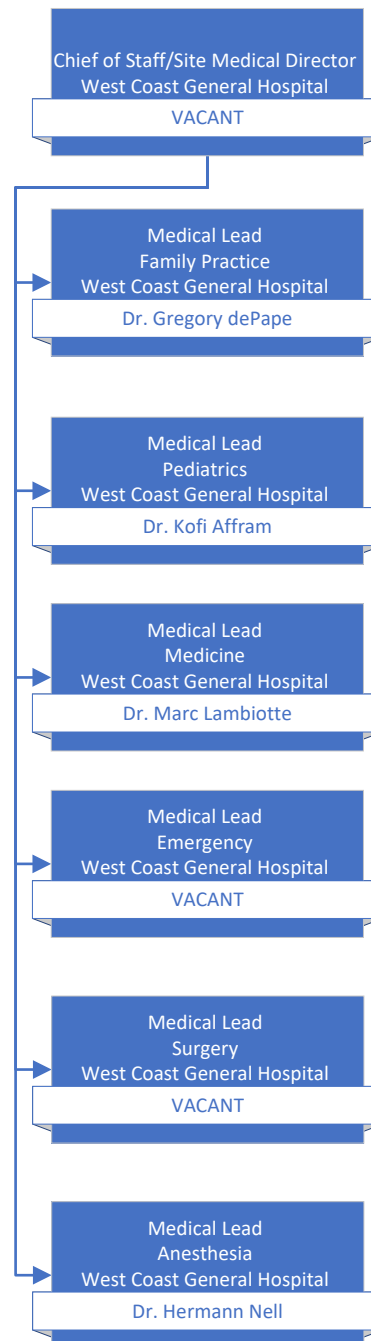 Chief of Staff/Site Medical Director
West Coast General Hospital
VACANT
Medical Lead
Family Practice
West Coast General Hospital
Dr. Gregory dePape
Medical Lead
Pediatrics
West Coast General Hospital
Dr. Kofi Affram
Medical Lead
Medicine
West Coast General Hospital
Dr. Marc Lambiotte
Medical Lead
Emergency
West Coast General Hospital
VACANT
Medical Lead
Surgery
West Coast General Hospital
VACANT
Medical Lead
Anesthesia
West Coast General Hospital
Dr. Hermann Nell